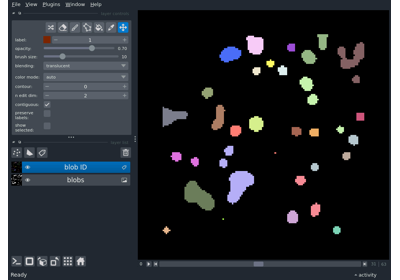 File View Plugins Window Help
label: 1
opacity: 0.70
brush size: 10
blending: translucent
color mode: auto
contour: 0
n edit dim: 2
contiguous:
preserve labels:
show selected:
blob ID
blobs
Ready
activity